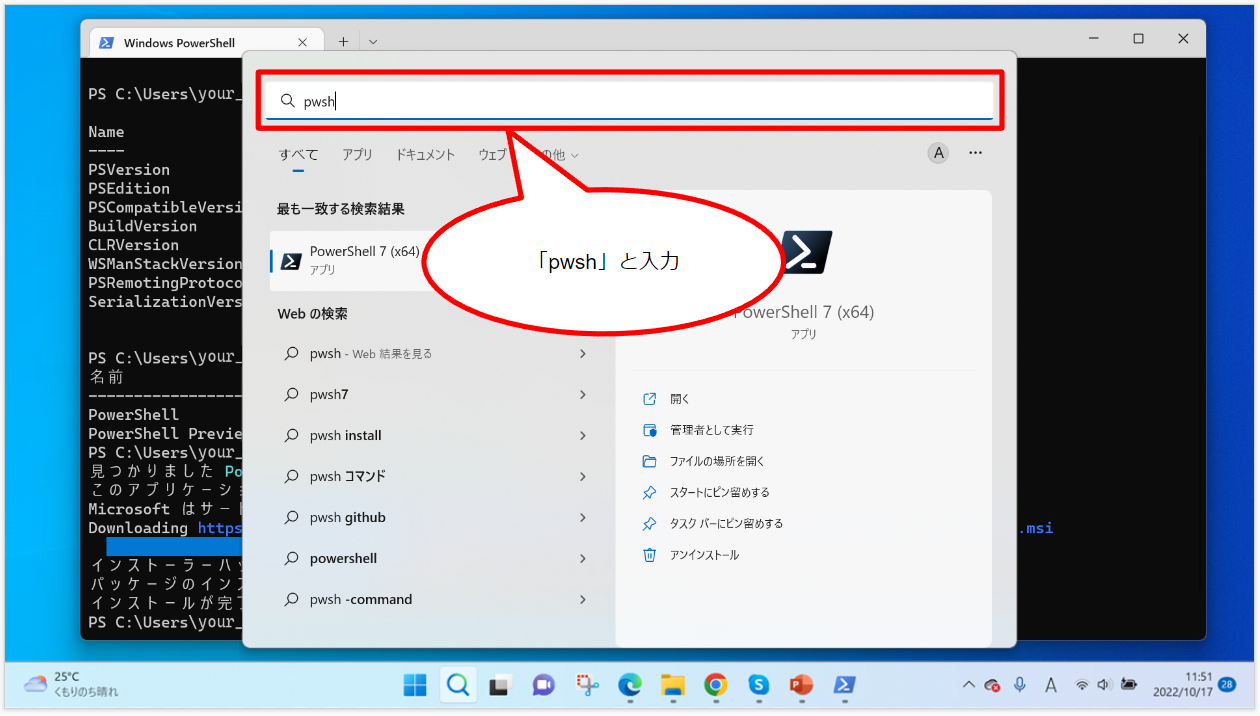 Windows PowerShell
PS C:\Users\your_
Name
----
PSVersion
PSEdition
PSCompatibleVersi
BuildVersion
CLRVersion
WSManStackVersion
PSRemotingProtoco
SerializationVers
PS C:\Users\your_
名前
PowerShell
PowerShell Previe
PS C:\Users\your_
見つかりました Po
このアプリケーショ
Microsoft はサート
Downloading https
.msi
インストーラーハッ
パッケージのインス
インストールが完了
PS C:\Users\your_
pwsh
すべて アプリ ドキュメント ウェブ の他
A
最も一致する検索結果
PowerShell 7 (x64)
アプリ
「pwsh」と入力
Web の検索
pwsh - Web 結果を見る
pwsh7
pwsh install
pwsh コマンド
pwsh github
powershell
pwsh -command
PowerShell 7 (x64)
アプリ
開く
管理者として実行
ファイルの場所を開く
スタートにピン留めする
タスク バーにピン留めする
アンインストール
25°C
くもりのち晴れ
A
11:51
2022/10/17
28